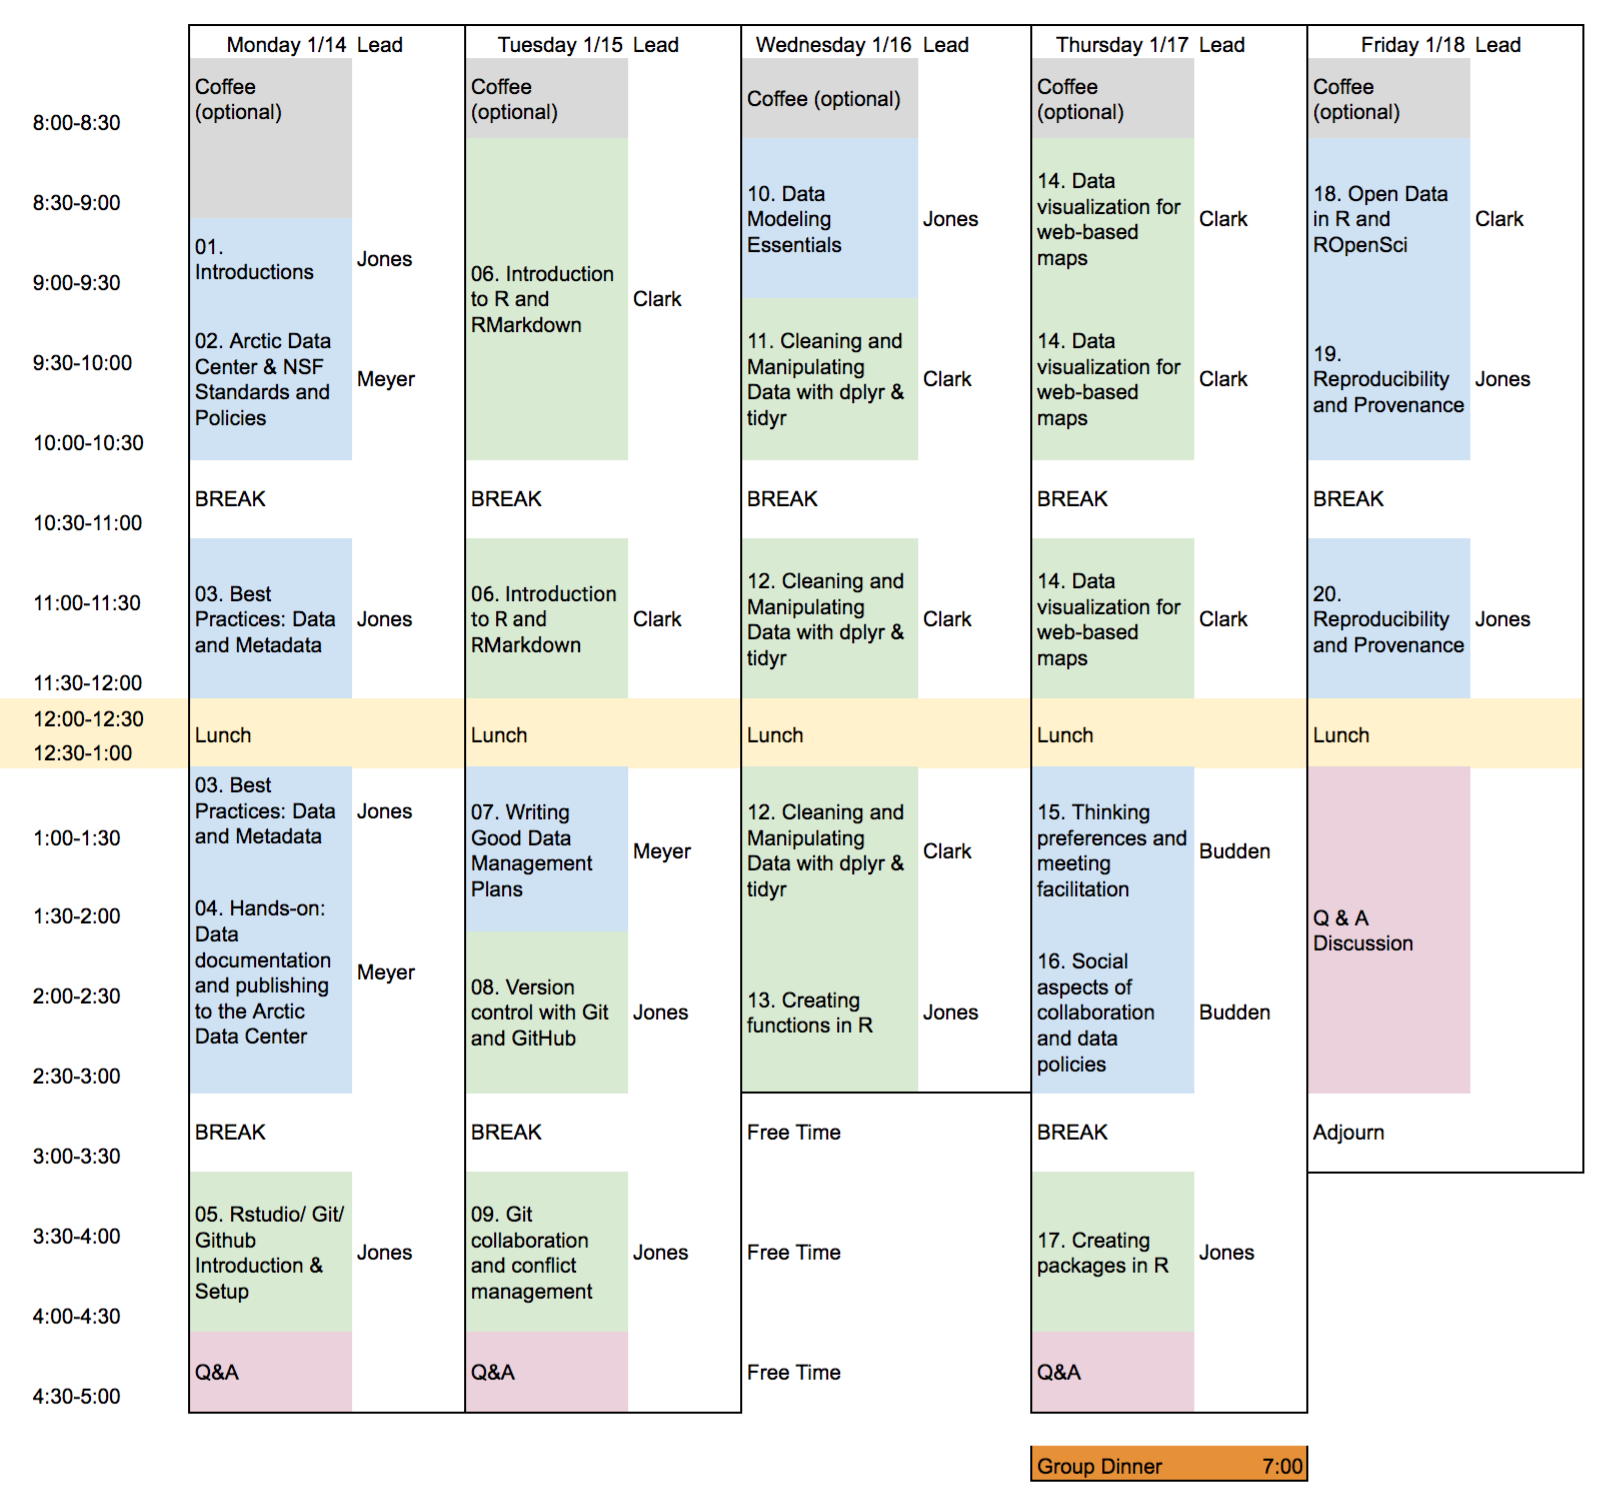 Monday 1/14 Lead Tuesday 1/15 Lead Wednesday 1/16 Lead Thursday 1/17 Lead Friday 1/18 Lead
8:00-8:30
8:30-9:00
9:00-9:30
9:30-10:00
10:00-10:30
10:30-11:00
11:00-11:30
11:30-12:00
12:00-12:30
12:30-1:00
1:00-1:30
1:30-2:00
2:00-2:30
2:30-3:00
3:00-3:30
3:30-4:00
4:00-4:30
4:30-5:00
Coffee
(optional)
01.
Introductions
Jones
02. Arctic Data
Center & NSF
Standards and
Policies
Meyer
BREAK
03. Best
Practices: Data
and Metadata
Jones
Lunch
03. Best
Practices: Data
and Metadata
Jones
04. Hands-on:
Data
documentation
and publishing
to the Arctic
Data Center
Meyer
BREAK
05. Rstudio/ Git/
Github
Introduction &
Setup
Jones
Q&A
Coffee
(optional)
06. Introduction
to R and
RMarkdown
Clark
BREAK
06. Introduction
to R and
RMarkdown
Clark
Lunch
07. Writing
Good Data
Management
Plans
Meyer
08. Version
control with Git
and GitHub
Jones
BREAK
09. Git
collaboration
and conflict
management
Jones
Q&A
Coffee (optional)
10. Data
Modeling
Essentials
Jones
11. Cleaning and
Manipulating
Data with dplyr &
tidyr
Clark
BREAK
12. Cleaning and
Manipulating
Data with dplyr &
tidyr
Clark
Lunch
12. Cleaning and
Manipulating
Data with dplyr &
tidyr
Clark
13. Creating
functions in R
Jones
Free Time
Free Time
Free Time
Coffee
(optional)
14. Data
visualization for
web-based
maps
Clark
14. Data
visualization for
web-based
maps
Clark
BREAK
14. Data
visualization for
web-based
maps
Clark
Lunch
15. Thinking
preferences and
meeting
facilitation
Budden
16. Social
aspects of
collaboration
and data
policies
Budden
BREAK
17. Creating
packages in R
Jones
Q&A
Group Dinner 7:00
Coffee
(optional)
18. Open Data
in R and
ROpenSci
Clark
19.
Reproducibility
and Provenance
Jones
BREAK
20.
Reproducibility
and Provenance
Jones
Lunch
Q & A
Discussion
Adjourn